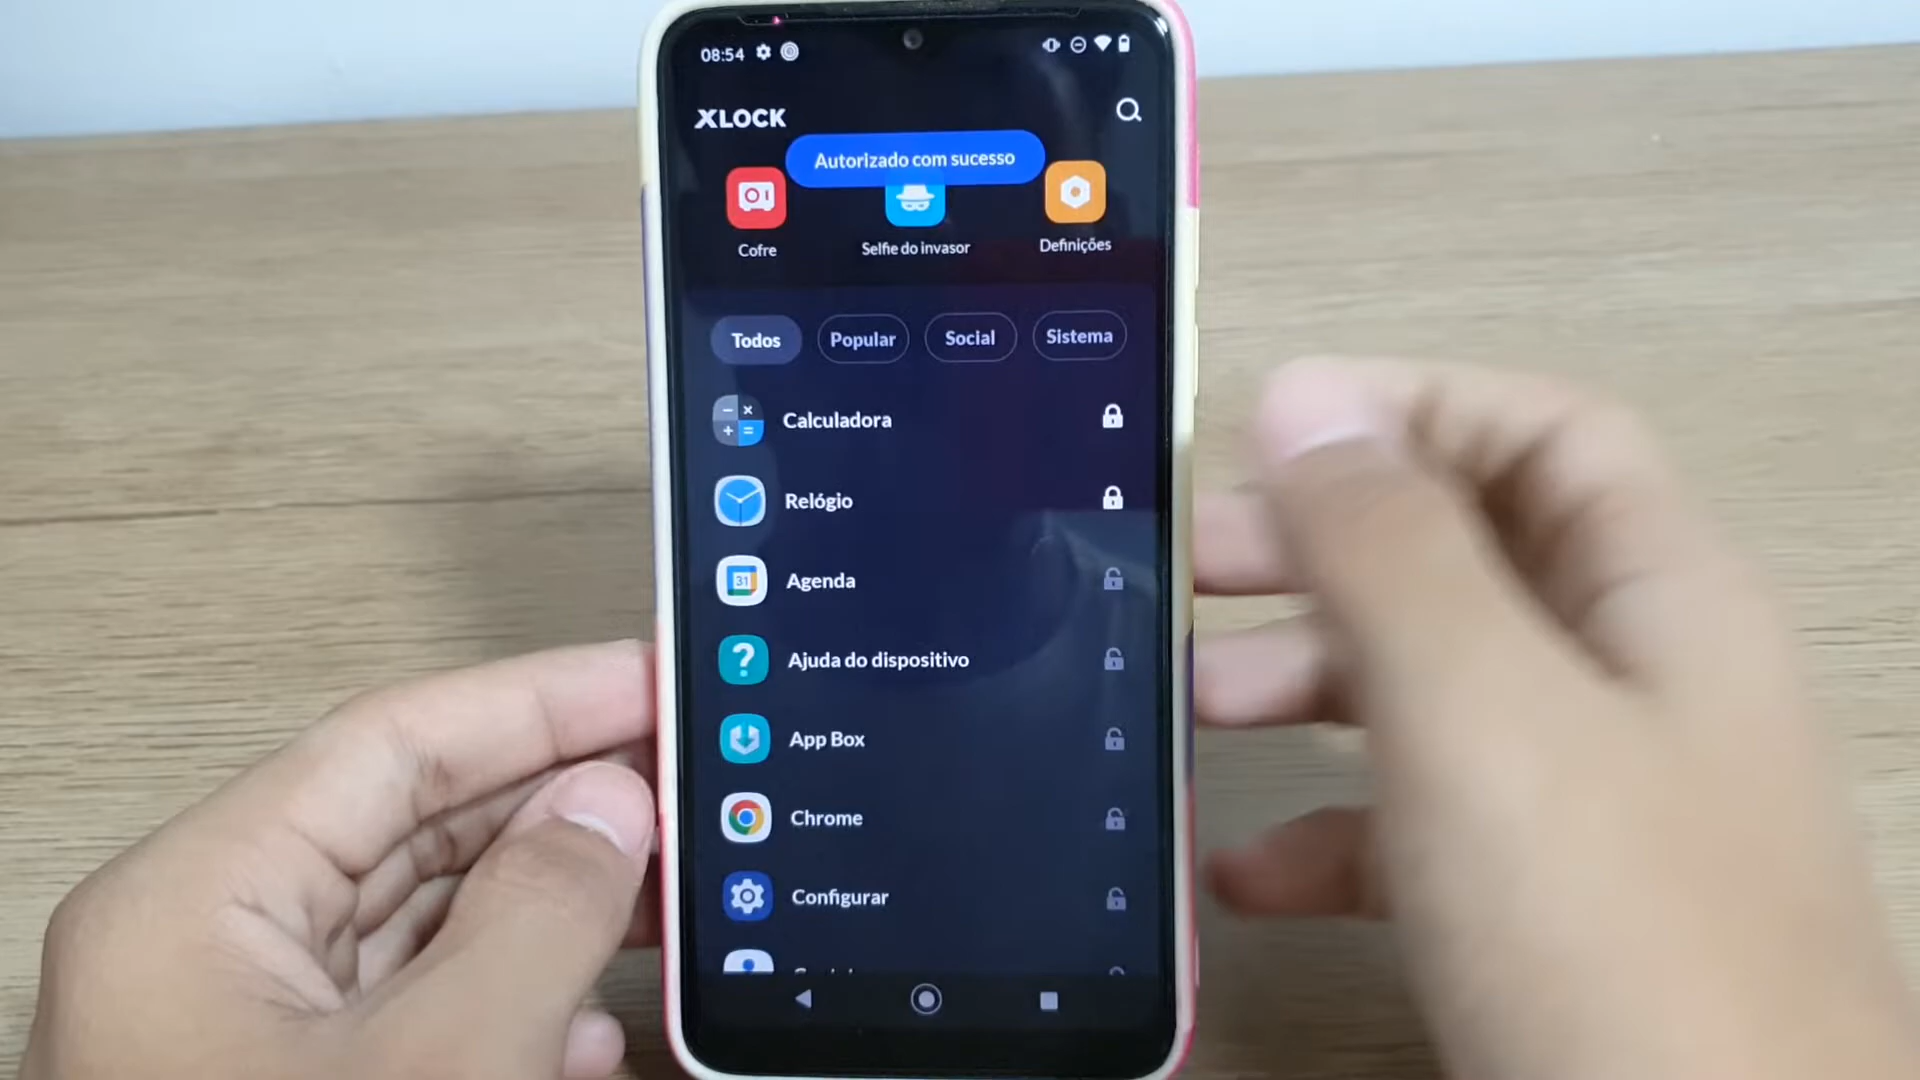 08:54
XLOCK
Autorizado com sucesso
Cofre
Selfie do invasor
Definições
Todos
Popular
Social
Sistema
Calculadora
Relógio
31
Agenda
Ajuda do dispositivo
App Box
Chrome
Configurar